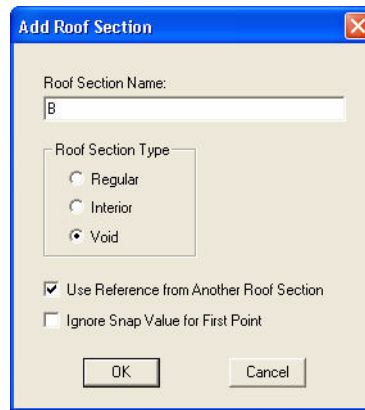 Add Roof Section
Roof Section Name:
B
Roof Section Type
Regular
Interior
Void
Use Reference from Another Roof Section
Ignore Snap Value for First Point
OK
Cancel